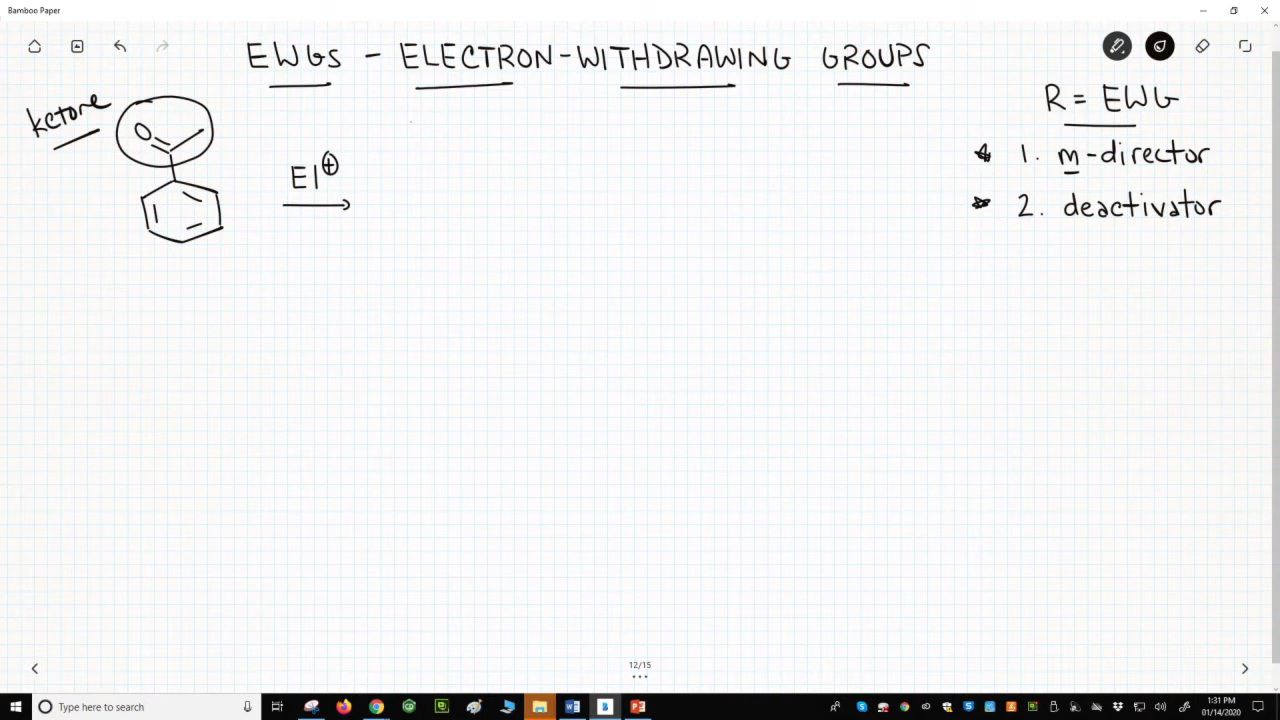 Bamboo Paper
EWGs - ELECTRON-WITHDRAWING GROUPS
ketone
O
El⊕
R = EWG
1. m-director
2. deactivator
12/15
Type here to search
1:31 PM
01/14/2020